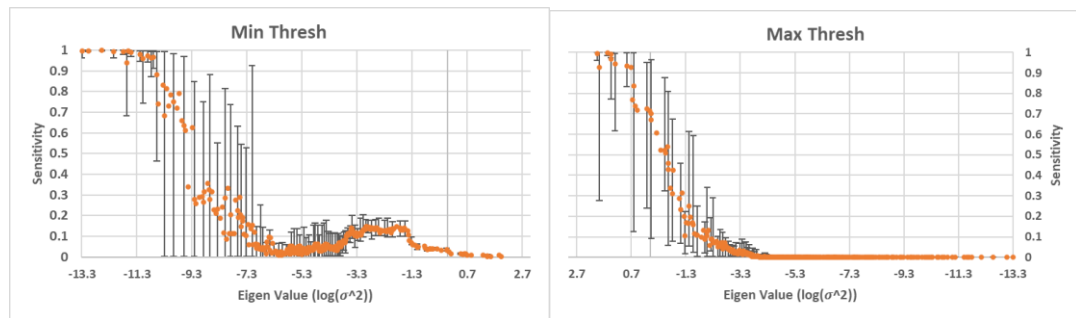 Min Thresh
Sensitivity
1
0.9
0.8
0.7
0.6
0.5
0.4
0.3
0.2
0.1
0
-13.3 -11.3 -9.3 -7.3 -5.3 -3.3 -1.3 0.7 2.7
Eigen Value (log(σ^2))
Max Thresh
1
0.9
0.8
0.7
0.6
0.5
0.4
0.3
0.2
0.1
0
Sensitivity
2.7 0.7 -1.3 -3.3 -5.3 -7.3 -9.3 -11.3 -13.3
Eigen Value (log(σ^2))